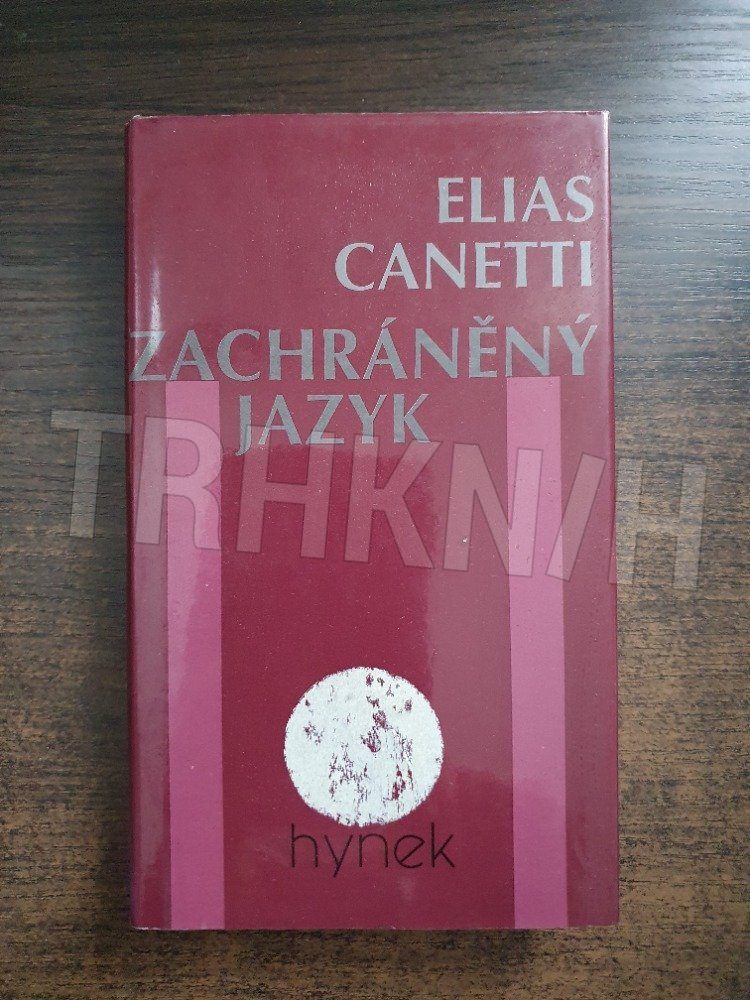 ELIAS
CANETTI
ZACHRÁNĚNÝ
JAZYK
TRHKNIH
hynek